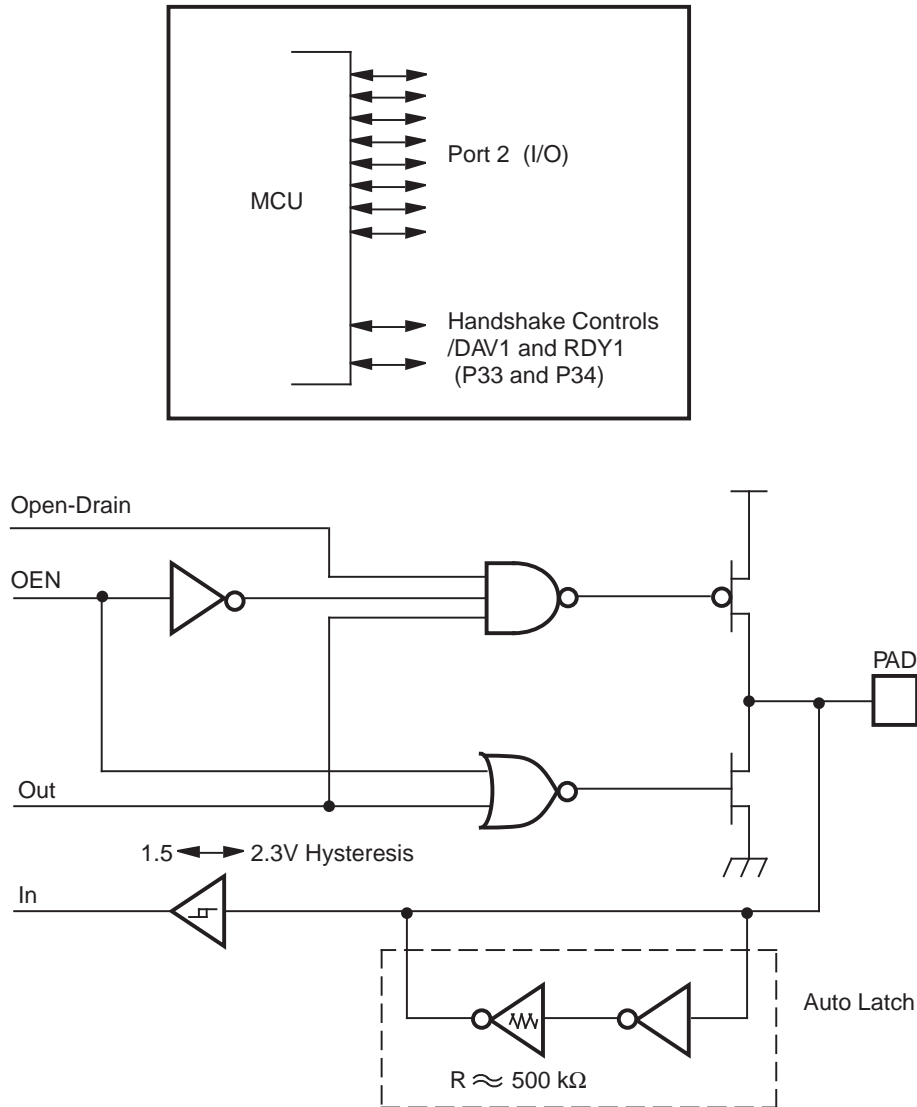 MCU
Port 2 (I/O)
Handshake Controls
/DAV1 and RDY1
(P33 and P34)
Open-Drain
OEN
PAD
Out
1.5 2.3V Hysteresis
In
Auto Latch
R ≈ 500 kΩ